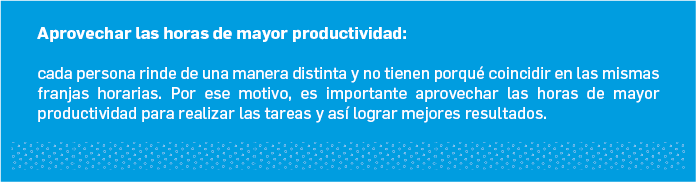 Aprovechar las horas de mayor productividad:
cada persona rinde de una manera distinta y no tienen porqué coincidir en las mismas
franjas horarias. Por ese motivo, es importante aprovechar las horas de mayor
productividad para realizar las tareas y así lograr mejores resultados.